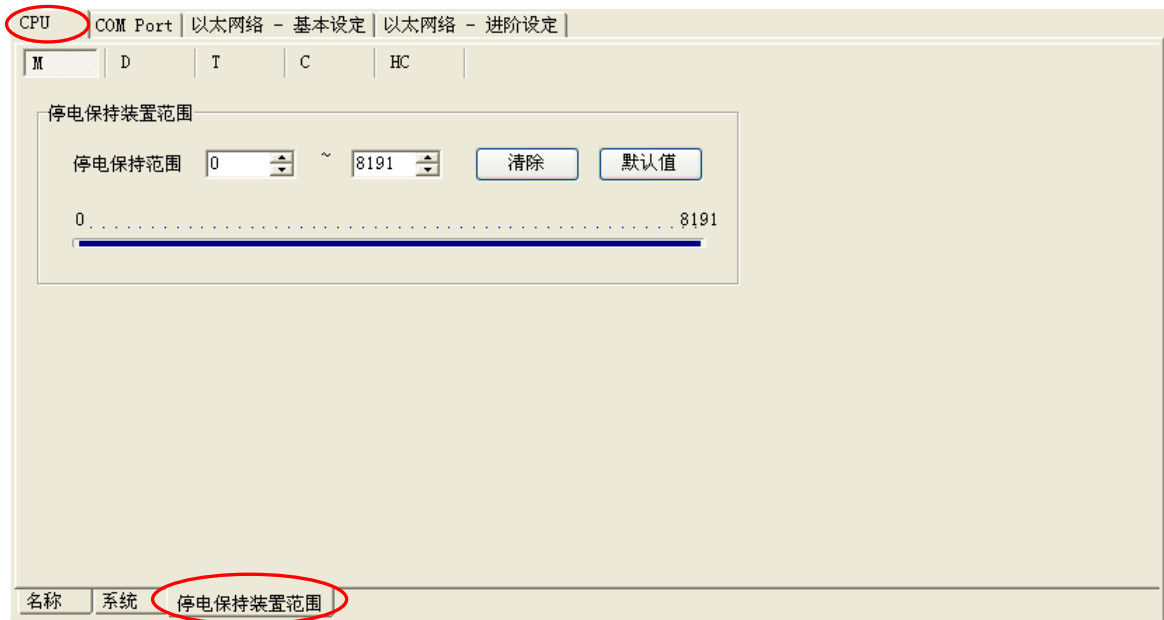 CPU COM Port 以太网络 - 基本设定 以太网络 - 进阶设定
M D T C HC
停电保持装置范围
停电保持范围 0 ~ 8191 清除 默认值
0 8191
名称 系统 停电保持装置范围